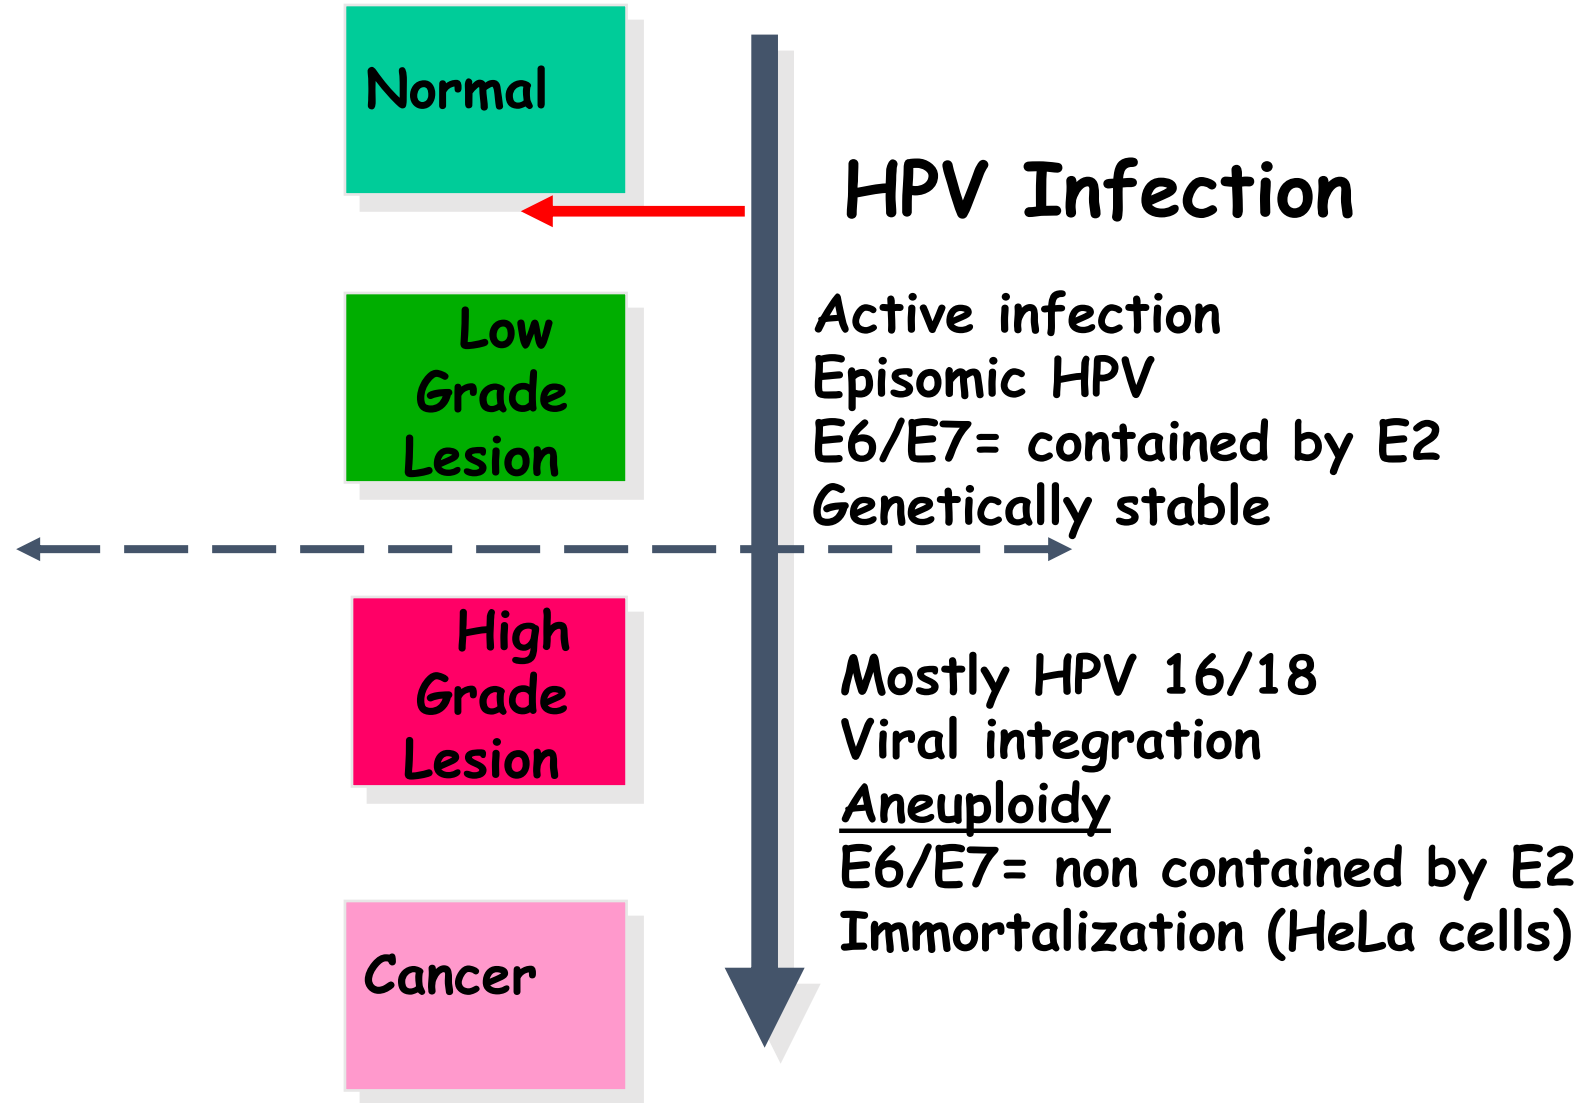 Normal
HPV Infection
Low
Grade
Lesion
Active infection
Episomic HPV
E6/E7= contained by E2
Genetically stable
High
Grade
Lesion
Mostly HPV 16/18
Viral integration
Aneuploidy
E6/E7= non contained by E2
Immortalization (HeLa cells)
Cancer